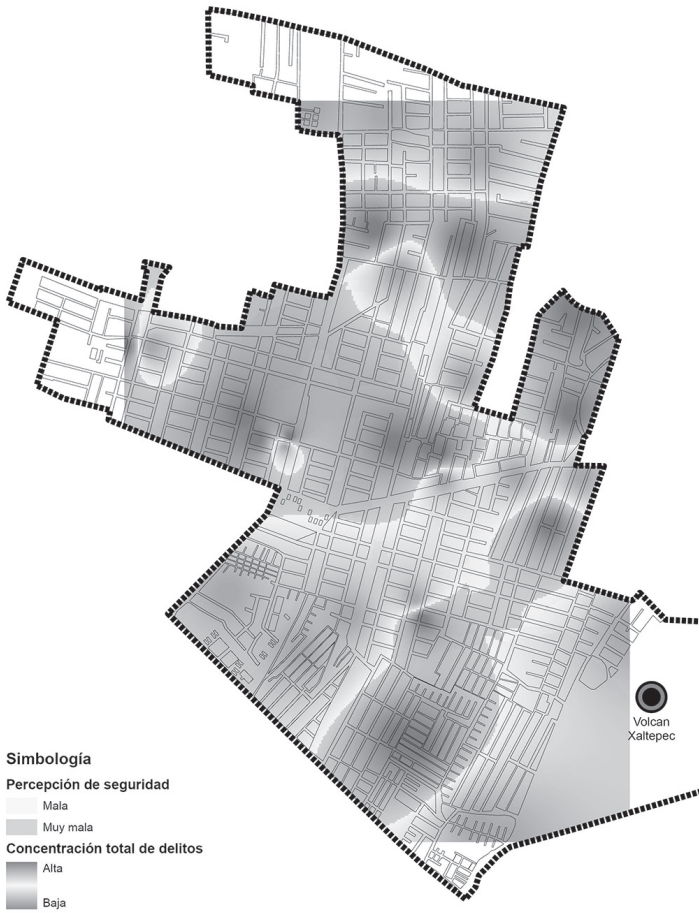 Volcan
Xaltepec
Simbología
Percepción de seguridad
Mala
Muy mala
Concentración total de delitos
Alta
Baja